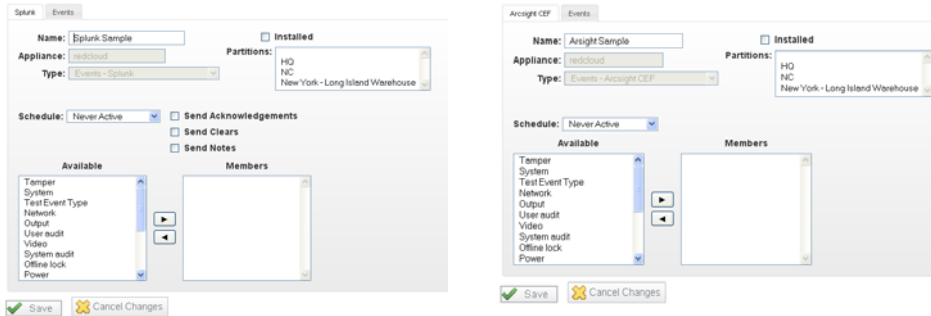 Splunk Events
Name: Splunk Sample
Installed
Appliance: redcloud
Partitions:
HQ
NC
New York - Long Island Warehouse
Type: Events - Splunk
Schedule: Never Active
Send Acknowledgements
Send Clears
Send Notes
Available Members
Tamper
System
Test Event Type
Network
Output
User audit
Video
System audit
Offline lock
Power
Save Cancel Changes
Arcsight CEF Events
Name: Arsight Sample
Installed
Appliance: redcloud
Partitions:
HQ
NC
New York - Long Island Warehouse
Type: Events - Arcsight CEF
Schedule: Never Active
Available Members
Tamper
System
Test Event Type
Network
Output
User audit
Video
System audit
Offline lock
Power
Save Cancel Changes